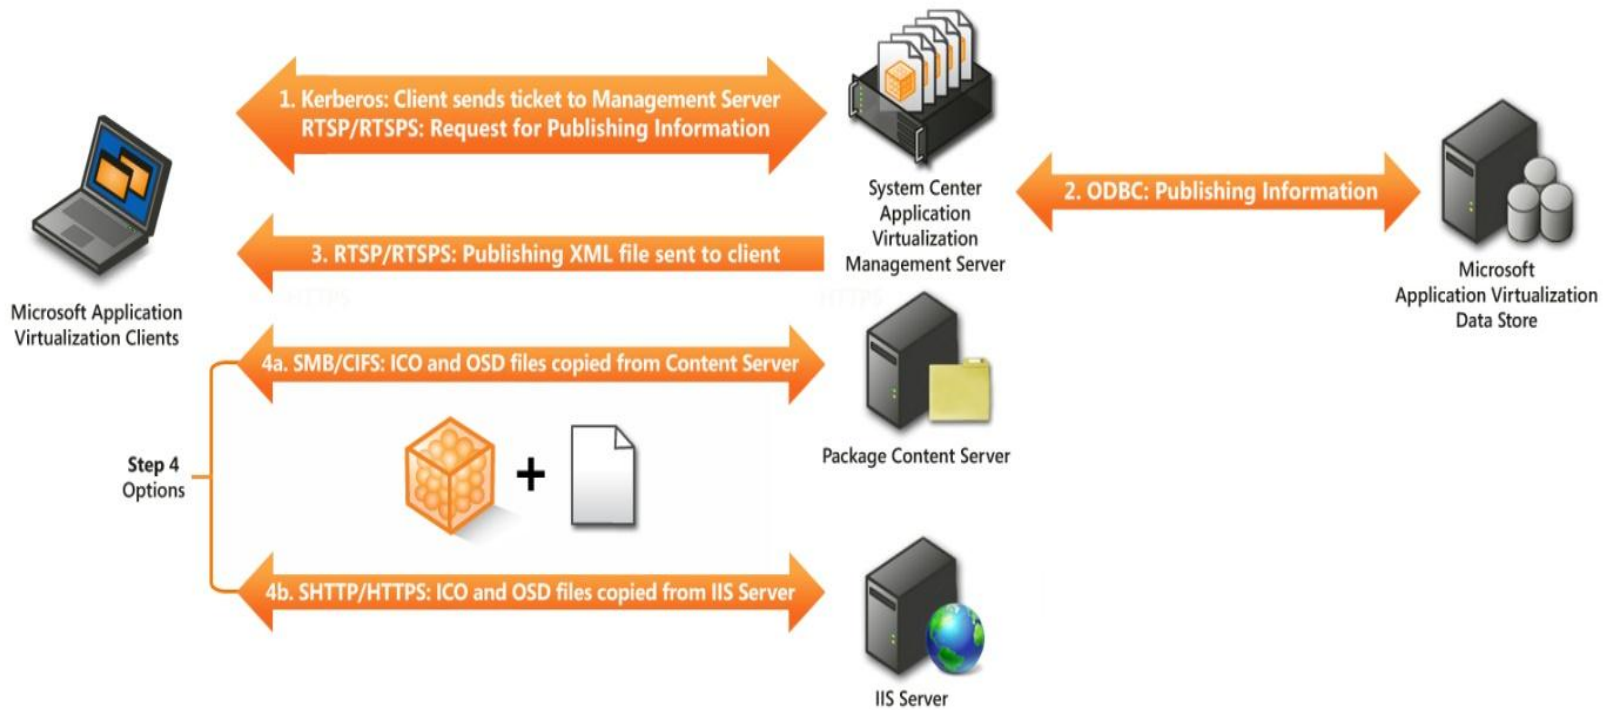 1. Kerberos: Client sends ticket to Management Server
RTSP/RTSPS: Request for Publishing Information
System Center
Application
Virtualization
Management Server
2. ODBC: Publishing Information
Microsoft
Application Virtualization
Data Store
3. RTSP/RTSPS: Publishing XML file sent to client
HTTPS
HTTPS
Microsoft Application
Virtualization Clients
4a. SMB/CIFS: ICO and OSD files copied from Content Server
Package Content Server
Step 4
Options
+
4b. SHTTP/HTTPS: ICO and OSD files copied from IIS Server
IIS Server